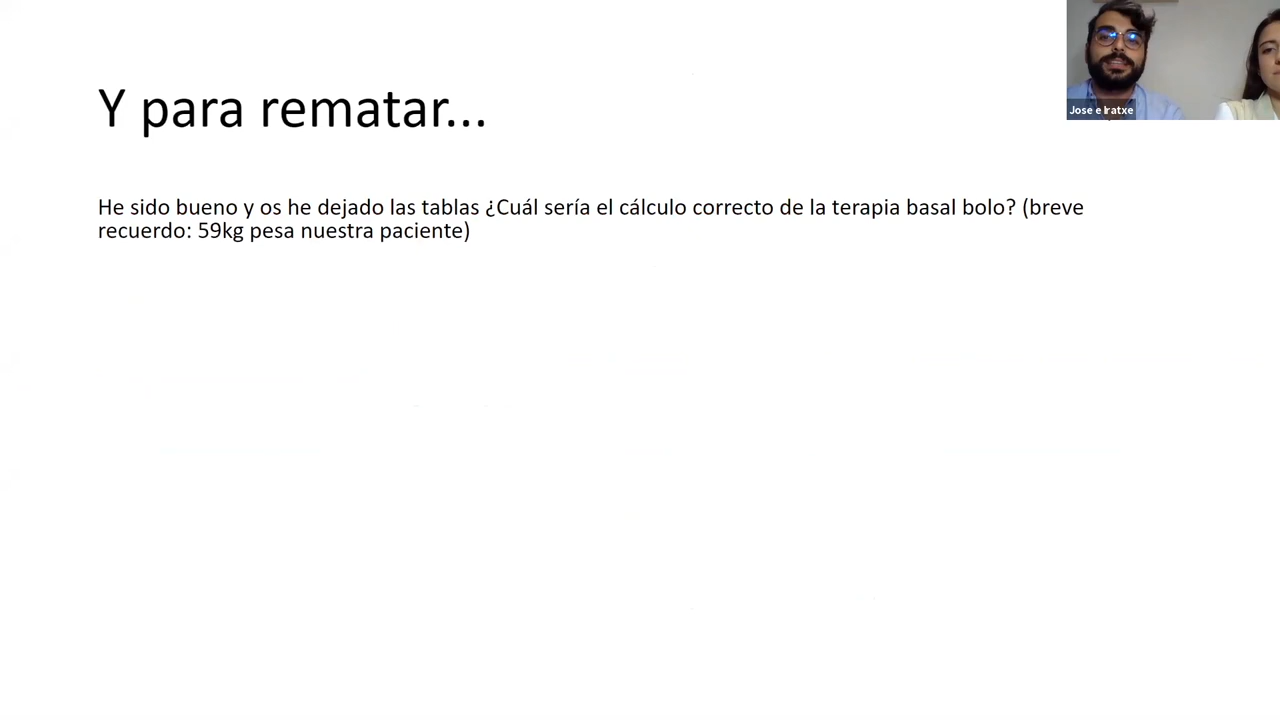 Y para rematar...
Jose e Iratxe
He sido bueno y os he dejado las tablas ¿Cuál sería el cálculo correcto de la terapia basal bolo? (breve
recuerdo: 59kg pesa nuestra paciente)